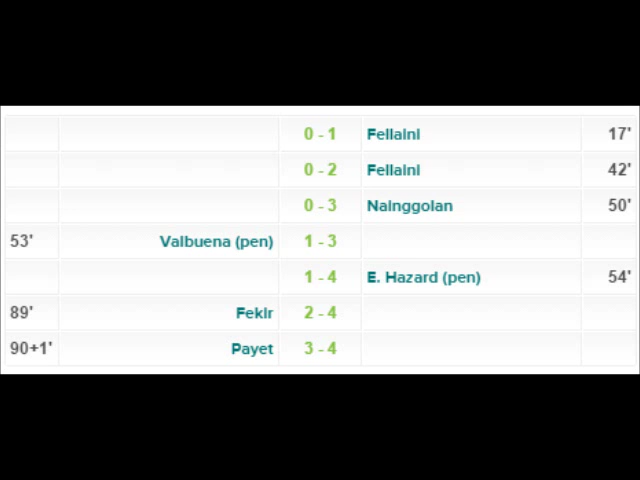 0 - 1 Fellaini 17'
0 - 2 Fellaini 42'
0 - 3 Nainggolan 50'
53' Valbuena (pen) 1 - 3
1 - 4 E. Hazard (pen) 54'
89' Fekir 2 - 4
90+1' Payet 3 - 4